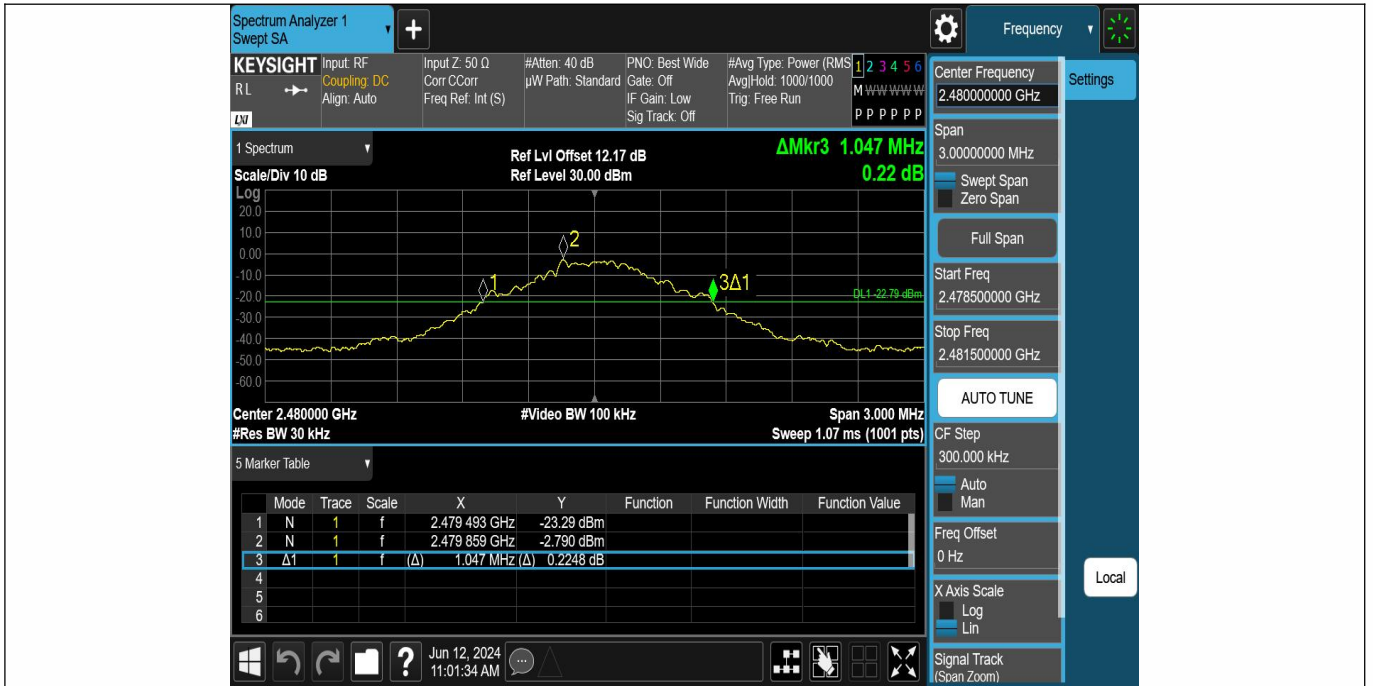 Spectrum Analyzer 1
Swept SA
+
Frequency
KEYSIGHT
R L
LXI
Input: RF
Coupling: DC
Align: Auto
Input Z: 50 Ω
Corr CCorr
Freq Ref: Int (S)
#Atten: 40 dB
µW Path: Standard
PNO: Best Wide
Gate: Off
IF Gain: Low
Sig Track: Off
#Avg Type: Power (RMS
Avg|Hold: 1000/1000
Trig: Free Run
1 2 3 4 5 6
M W W W W W
P P P P P P
Center Frequency
2.480000000 GHz
Settings
1 Spectrum
Scale/Div 10 dB
Ref Lvl Offset 12.17 dB
Ref Level 30.00 dBm
ΔMkr3 1.047 MHz
0.22 dB
Log
20.0
10.0
0.00
-10.0
-20.0
-30.0
-40.0
-50.0
-60.0
2
1
3Δ1
DL1 -22.79 dBm
Center 2.480000 GHz
#Res BW 30 kHz
#Video BW 100 kHz
Span 3.000 MHz
Sweep 1.07 ms (1001 pts)
Span
3.00000000 MHz
Swept Span
Zero Span
Full Span
Start Freq
2.478500000 GHz
Stop Freq
2.481500000 GHz
AUTO TUNE
CF Step
300.000 kHz
Auto
Man
Freq Offset
0 Hz
X Axis Scale
Log
Lin
Signal Track
(Span Zoom)
Local
5 Marker Table
Mode Trace Scale X Y Function Function Width Function Value
1 N 1 f 2.479 493 GHz -23.29 dBm
2 N 1 f 2.479 859 GHz -2.790 dBm
3 Δ1 1 f (Δ) 1.047 MHz (Δ) 0.2248 dB
4
5
6
?
Jun 12, 2024
11:01:34 AM